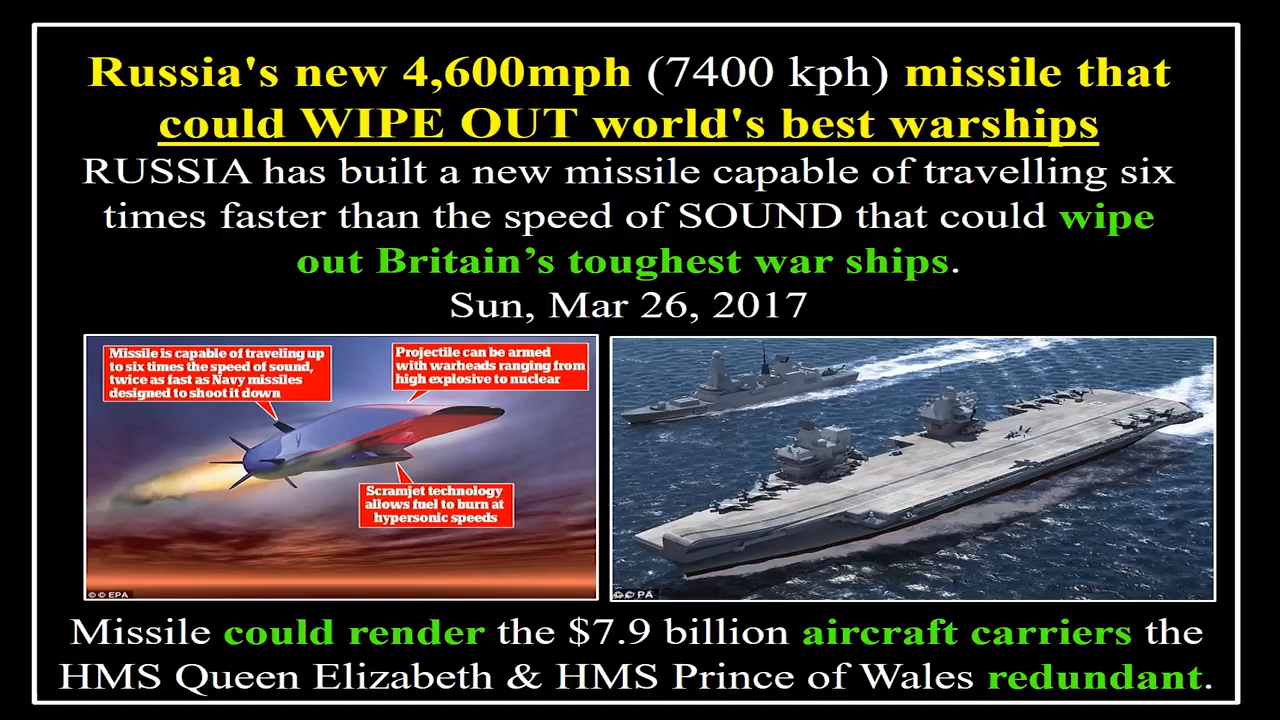 Russia's new 4,600mph (7400 kph) missile that
could WIPE OUT world's best warships
RUSSIA has built a new missile capable of travelling six
times faster than the speed of SOUND that could wipe
out Britain’s toughest war ships.
Sun, Mar 26, 2017
Missile is capable of traveling up
to six times the speed of sound,
twice as fast as Navy missiles
designed to shoot it down
Projectile can be armed
with warheads ranging from
high explosive to nuclear
Scramjet technology
allows fuel to burn at
hypersonic speeds
© © EPA
© PA
Missile could render the $7.9 billion aircraft carriers the
HMS Queen Elizabeth & HMS Prince of Wales redundant.